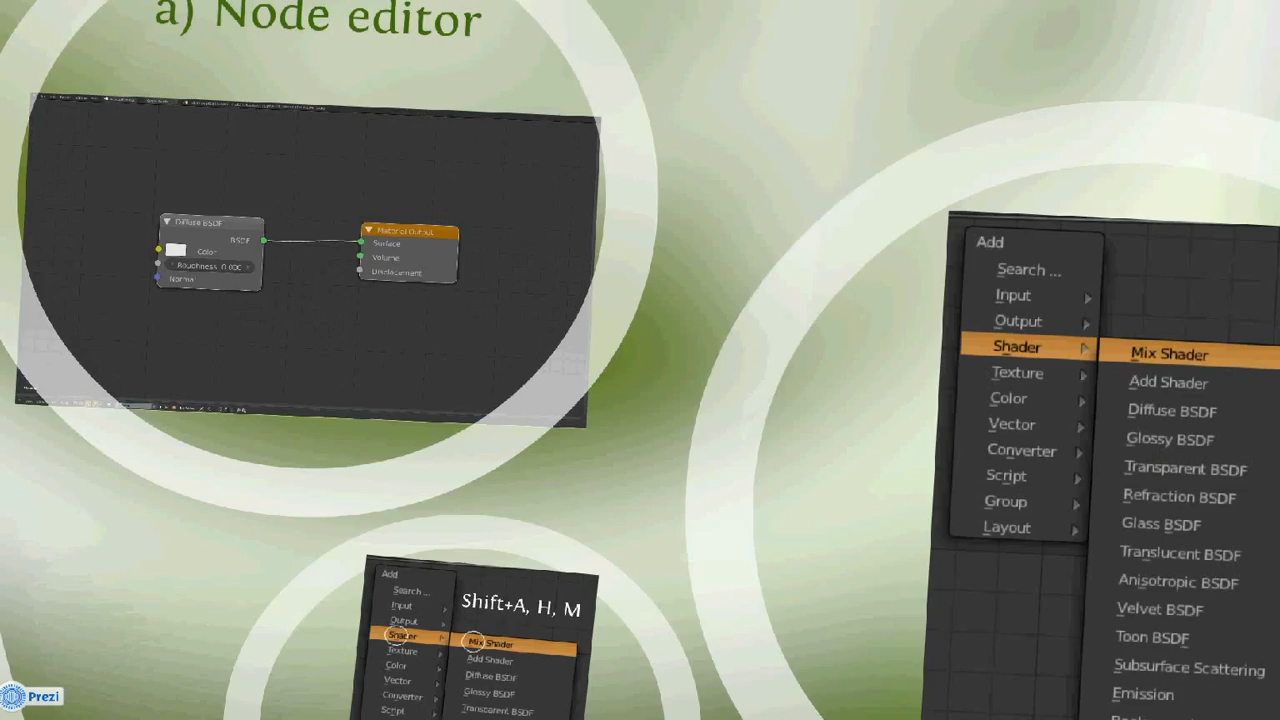 a) Node editor
Diffuse BSDF
BSDF
Color
Roughness 0.000
Normal
Material Output
Surface
Volume
Displacement
Add
Search ...
Input
Output
Shader
Texture
Color
Vector
Converter
Script
Group
Layout
Mix Shader
Add Shader
Diffuse BSDF
Glossy BSDF
Transparent BSDF
Refraction BSDF
Glass BSDF
Translucent BSDF
Anisotropic BSDF
Velvet BSDF
Toon BSDF
Subsurface Scattering
Emission
Add
Search ...
Input
Output
Shader
Texture
Color
Vector
Converter
Script
Shift+A, H, M
Mix Shader
Add Shader
Diffuse BSDF
Glossy BSDF
Transparent BSDF
Prezi